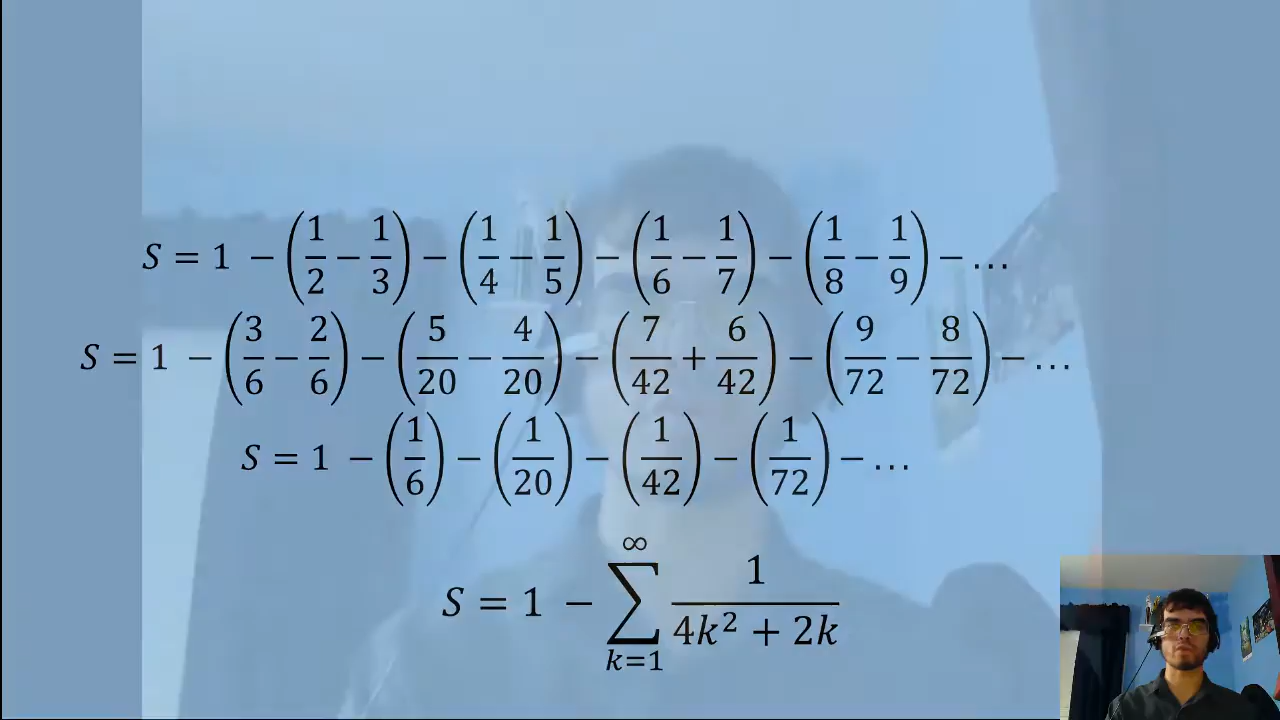 S = 1 − (1/2 − 1/3) − (1/4 − 1/5) − (1/6 − 1/7) − (1/8 − 1/9) − …
S = 1 − (3/6 − 2/6) − (5/20 − 4/20) − (7/42 + 6/42) − (9/72 − 8/72) − …
S = 1 − (1/6) − (1/20) − (1/42) − (1/72) − …
S = 1 − ∑_{k=1}^{∞} 1/(4k² + 2k)